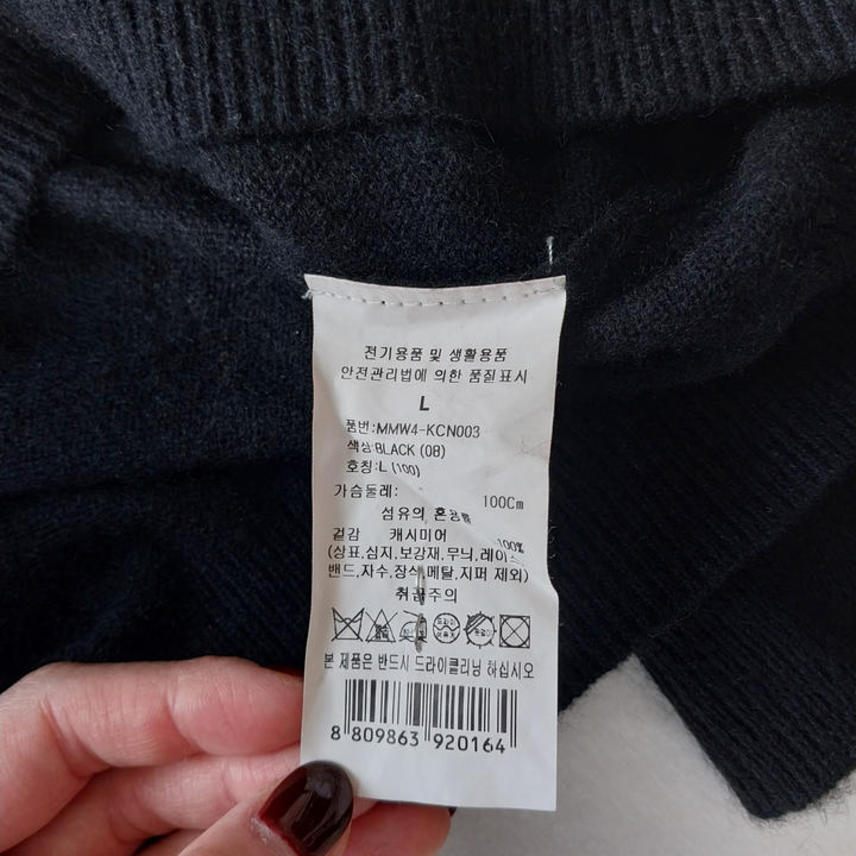 전기용품 및 생활용품
안전관리법에 의한 품질표시
L
품번:MMW4-KCN003
색상:BLACK (08)
호칭:L (100)
가슴둘레: 100Cm
섬유의 혼용률
겉감 캐시미어 100%
(상표,심지,보강재,무늬,레이스
밴드,자수,장식,메탈,지퍼 제외)
취급주의
드라이
본 제품은 반드시 드라이클리닝 하십시오
8 809863 920164